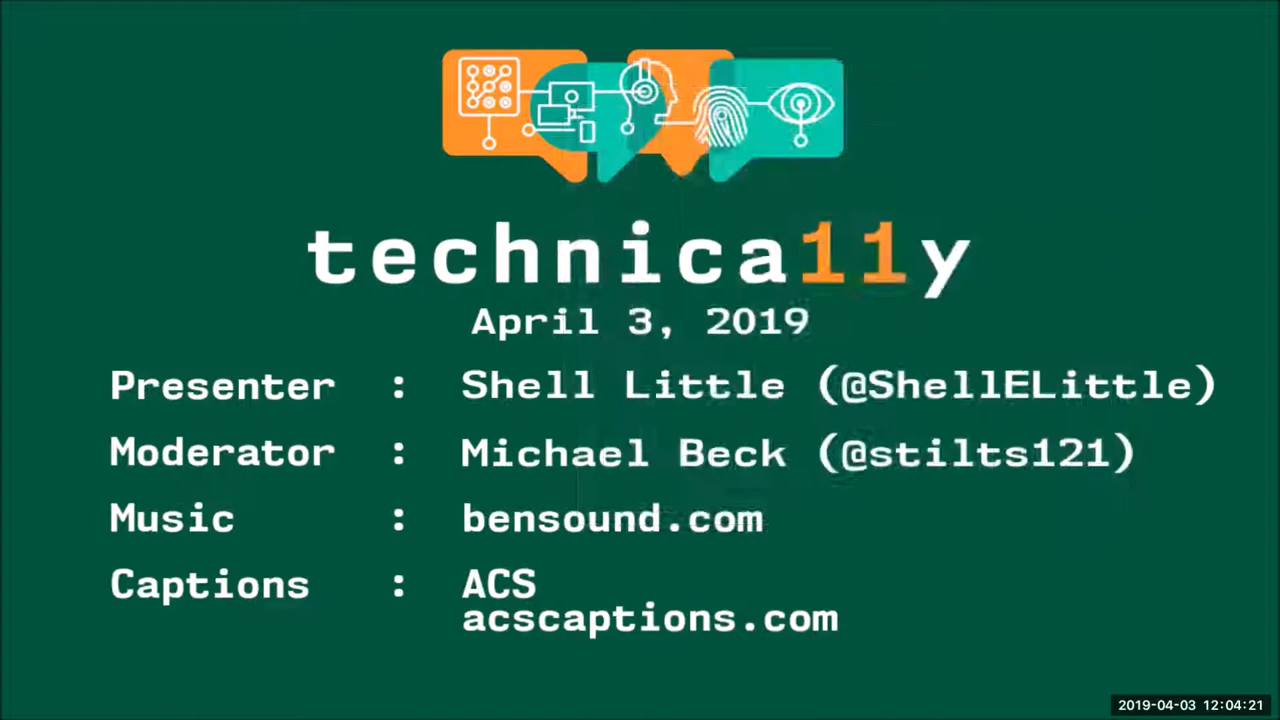 technica11y
April 3, 2019
Presenter : Shell Little (@ShellELittle)
Moderator : Michael Beck (@stilts121)
Music : bensound.com
Captions : ACS
acscaptions.com
2019-04-03 12:04:21